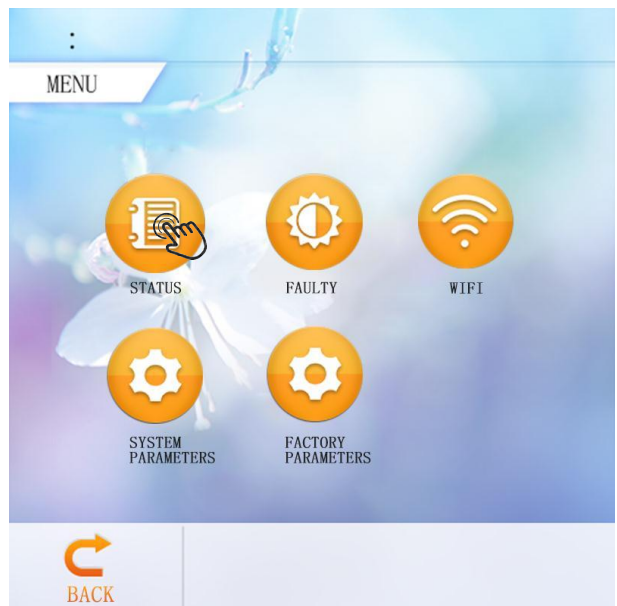 :
MENU
STATUS
FAULTY
WIFI
SYSTEM
PARAMETERS
FACTORY
PARAMETERS
BACK